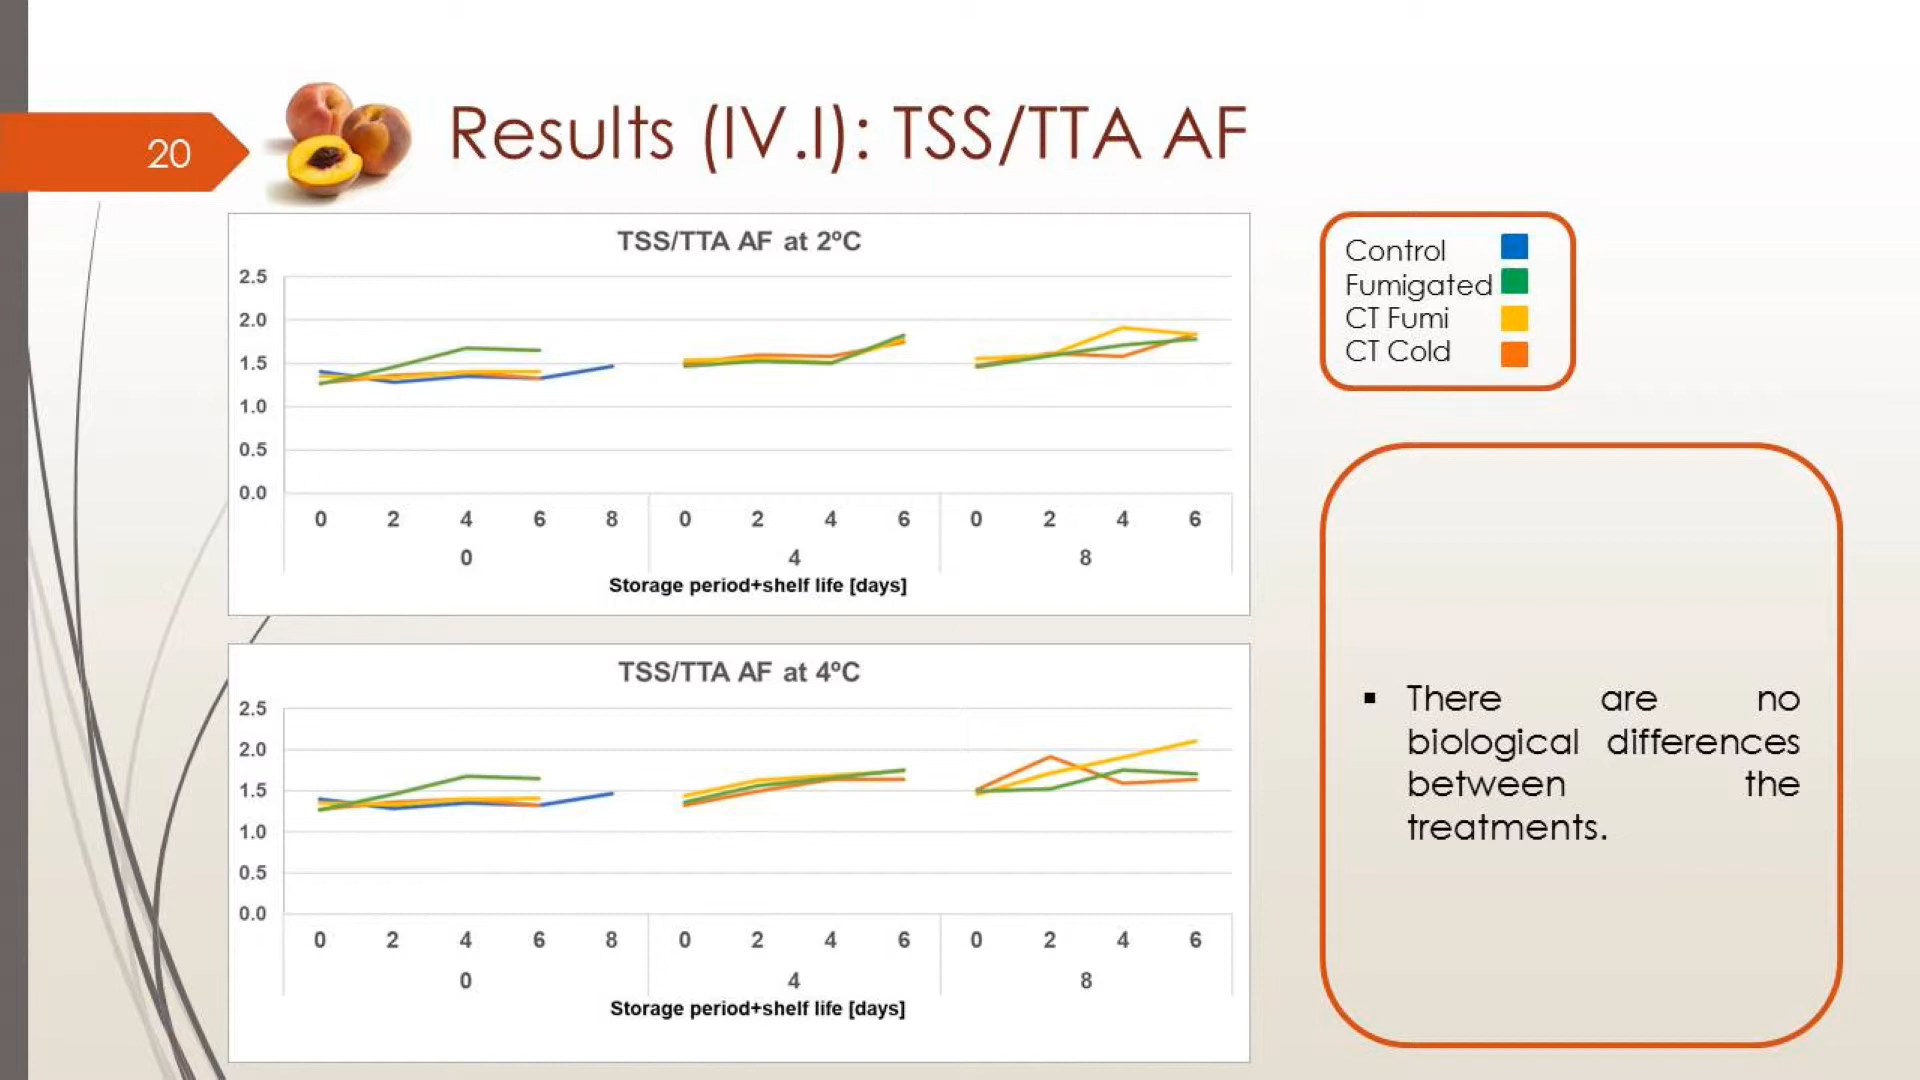 20
Results (IV.I): TSS/TTA AF
TSS/TTA AF at 2ºC
2.5
2.0
1.5
1.0
0.5
0.0
0 2 4 6 8 0 2 4 6 0 2 4 6
0 4 8
Storage period+shelf life [days]
TSS/TTA AF at 4ºC
2.5
2.0
1.5
1.0
0.5
0.0
0 2 4 6 8 0 2 4 6 0 2 4 6
0 4 8
Storage period+shelf life [days]
Control
Fumigated
CT Fumi
CT Cold
▪ There are no
biological differences
between the
treatments.